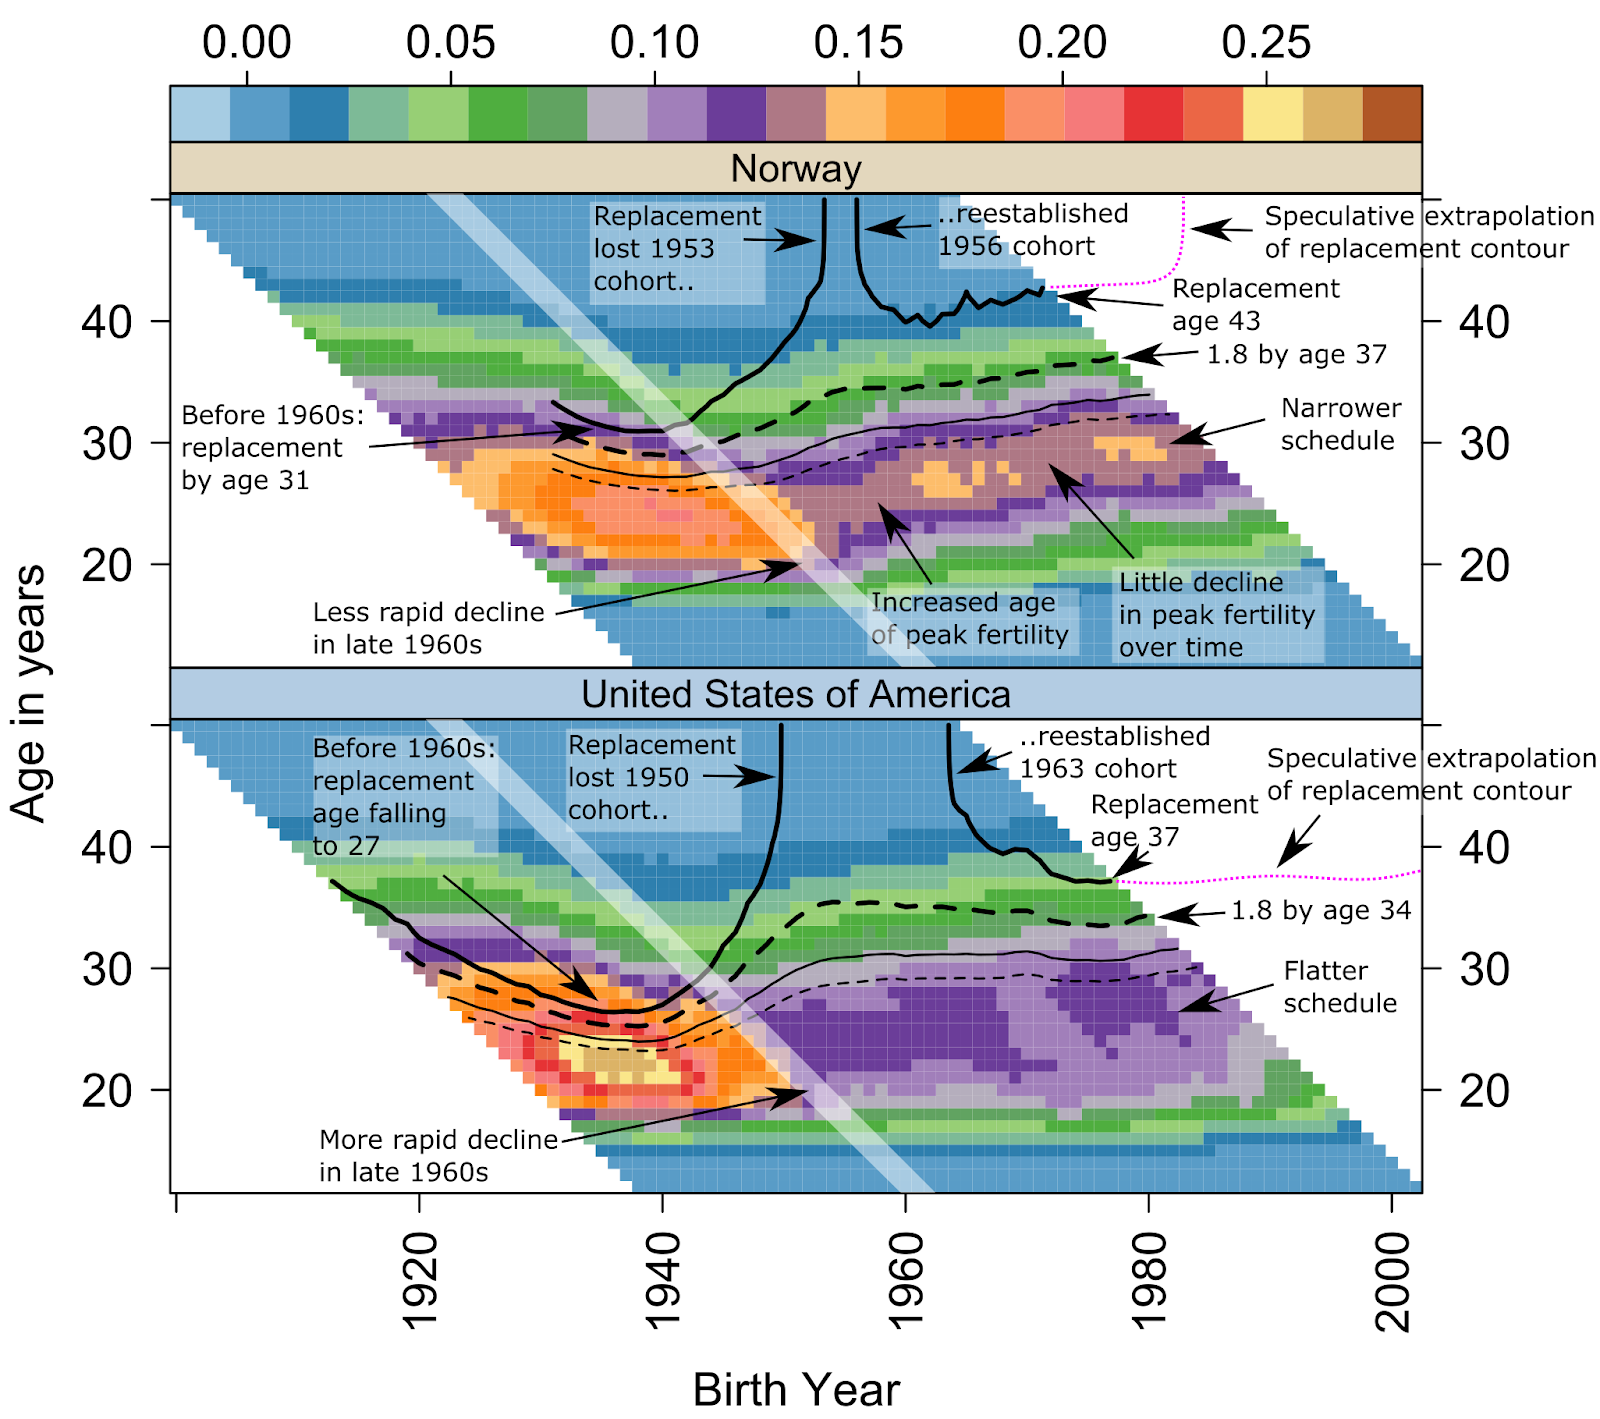 0.00 0.05 0.10 0.15 0.20 0.25
Norway
Replacement
lost 1953
cohort..
..reestablished
1956 cohort
Speculative extrapolation
of replacement contour
Replacement
age 43
1.8 by age 37
Narrower
schedule
Before 1960s:
replacement
by age 31
Less rapid decline
in late 1960s
Increased age
of peak fertility
Little decline
in peak fertility
over time
40
30
20
40
30
20
United States of America
Before 1960s:
replacement
age falling
to 27
Replacement
lost 1950
cohort..
..reestablished
1963 cohort
Speculative extrapolation
of replacement contour
Replacement
age 37
1.8 by age 34
Flatter
schedule
More rapid decline
in late 1960s
40
30
20
40
30
20
Age in years
1920 1940 1960 1980 2000
Birth Year